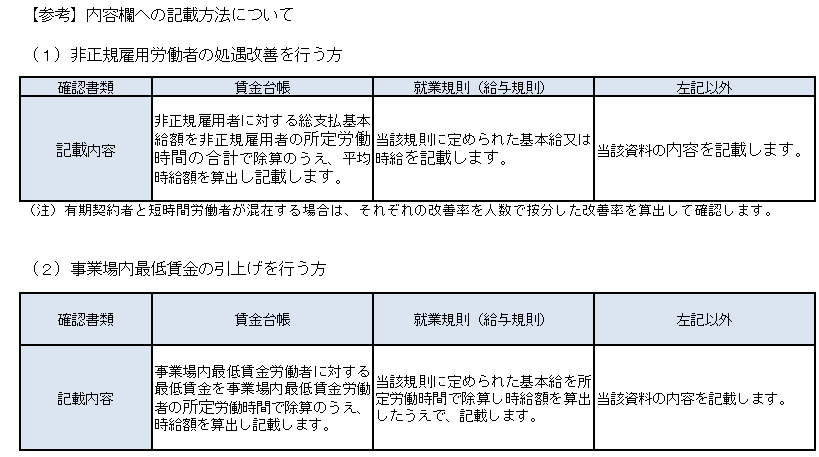 【参考】内容欄への記載方法について
（１）非正規雇用労働者の処遇改善を行う方
確認書類 賃金台帳 就業規則（給与規則） 左記以外
記載内容
非正規雇用者に対する総支払基本
給額を非正規雇用者の所定労働
時間の合計で除算のうえ、平均
時給額を算出し記載します。
当該規則に定められた基本給又は
時給を記載します。
当該資料の内容を記載します。
（注）有期契約者と短時間労働者が混在する場合は、それぞれの改善率を人数で按分した改善率を算出して確認します。
（２）事業場内最低賃金の引上げを行う方
確認書類 賃金台帳 就業規則（給与規則） 左記以外
記載内容
事業場内最低賃金労働者に対する
最低賃金を事業場内最低賃金労働
者の所定労働時間で除算のうえ、
時給額を算出し記載します。
当該規則に定められた基本給を所
定労働時間で除算し時給額を算出
したうえで、記載します。
当該資料の内容を記載します。